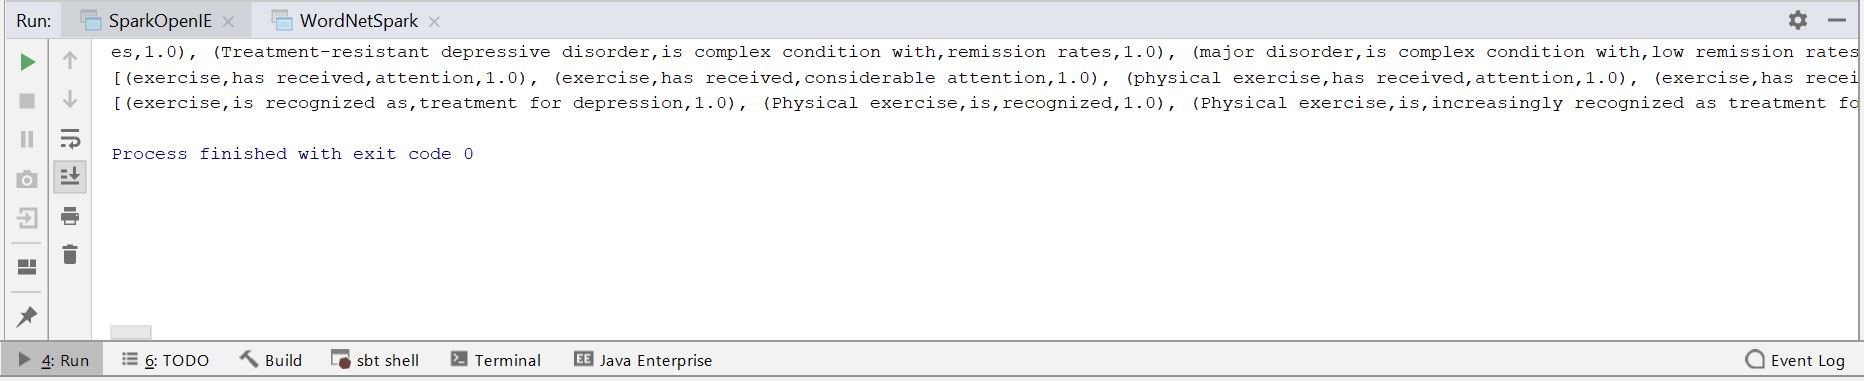 Run: SparkOpenIE WordNetSpark
es,1.0), (Treatment-resistant depressive disorder,is complex condition with,remission rates,1.0), (major disorder,is complex condition with,low remission rates
[(exercise,has received,attention,1.0), (exercise,has received,considerable attention,1.0), (physical exercise,has received,attention,1.0), (exercise,has recei
[(exercise,is recognized as,treatment for depression,1.0), (Physical exercise,is,recognized,1.0), (Physical exercise,is,increasingly recognized as treatment fo
Process finished with exit code 0
4: Run 6: TODO Build sbt shell Terminal EE Java Enterprise Event Log